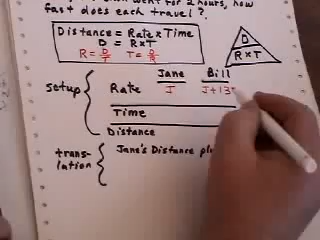 for 2 hours, how
fast does each travel?
Distance = Rate × Time
D = R×T
R = D/T T = D/R
D
R×T
Jane Bill
setup Rate J J+13
Time
Distance
trans-
lation Jane's Distance pl